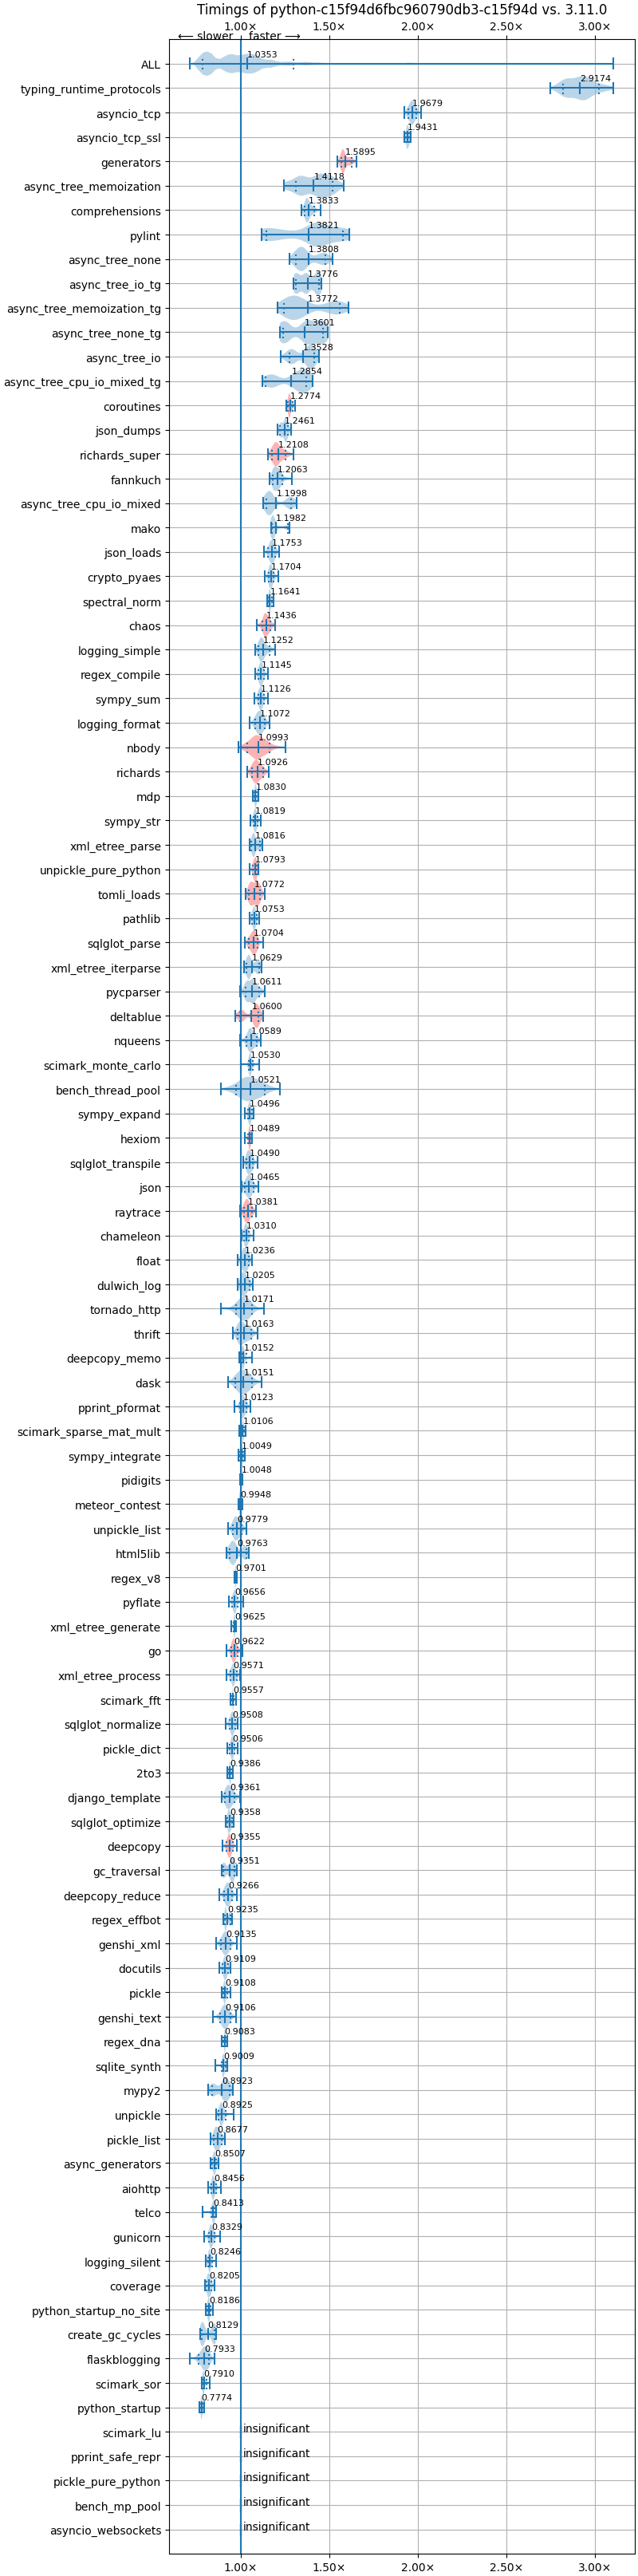 Timings of python-c15f94d6fbc960790db3-c15f94d vs. 3.11.0
1.00× 1.50× 2.00× 2.50× 3.00×
← slower faster →
ALL 1.0353
typing_runtime_protocols 2.9174
asyncio_tcp 1.9679
asyncio_tcp_ssl 1.9431
generators 1.5895
async_tree_memoization 1.4118
comprehensions 1.3833
pylint 1.3821
async_tree_none 1.3808
async_tree_io_tg 1.3776
async_tree_memoization_tg 1.3772
async_tree_none_tg 1.3601
async_tree_io 1.3528
async_tree_cpu_io_mixed_tg 1.2854
coroutines 1.2774
json_dumps 1.2461
richards_super 1.2108
fannkuch 1.2063
async_tree_cpu_io_mixed 1.1998
mako 1.1982
json_loads 1.1753
crypto_pyaes 1.1704
spectral_norm 1.1641
chaos 1.1436
logging_simple 1.1252
regex_compile 1.1145
sympy_sum 1.1126
logging_format 1.1072
nbody 1.0993
richards 1.0926
mdp 1.0830
sympy_str 1.0819
xml_etree_parse 1.0816
unpickle_pure_python 1.0793
tomli_loads 1.0772
pathlib 1.0753
sqlglot_parse 1.0704
xml_etree_iterparse 1.0629
pycparser 1.0611
deltablue 1.0600
nqueens 1.0589
scimark_monte_carlo 1.0530
bench_thread_pool 1.0521
sympy_expand 1.0496
hexiom 1.0489
sqlglot_transpile 1.0490
json 1.0465
raytrace 1.0381
chameleon 1.0310
float 1.0236
dulwich_log 1.0205
tornado_http 1.0171
thrift 1.0163
deepcopy_memo 1.0152
dask 1.0151
pprint_pformat 1.0123
scimark_sparse_mat_mult 1.0106
sympy_integrate 1.0049
pidigits 1.0048
meteor_contest 0.9948
unpickle_list 0.9779
html5lib 0.9763
regex_v8 0.9701
pyflate 0.9656
xml_etree_generate 0.9625
go 0.9622
xml_etree_process 0.9571
scimark_fft 0.9557
sqlglot_normalize 0.9508
pickle_dict 0.9506
2to3 0.9386
django_template 0.9361
sqlglot_optimize 0.9358
deepcopy 0.9355
gc_traversal 0.9351
deepcopy_reduce 0.9266
regex_effbot 0.9235
genshi_xml 0.9135
docutils 0.9109
pickle 0.9108
genshi_text 0.9106
regex_dna 0.9083
sqlite_synth 0.9009
mypy2 0.8923
unpickle 0.8925
pickle_list 0.8677
async_generators 0.8507
aiohttp 0.8456
telco 0.8413
gunicorn 0.8329
logging_silent 0.8246
coverage 0.8205
python_startup_no_site 0.8186
create_gc_cycles 0.8129
flaskblogging 0.7933
scimark_sor 0.7910
python_startup 0.7774
scimark_lu insignificant
pprint_safe_repr insignificant
pickle_pure_python insignificant
bench_mp_pool insignificant
asyncio_websockets insignificant
1.00× 1.50× 2.00× 2.50× 3.00×